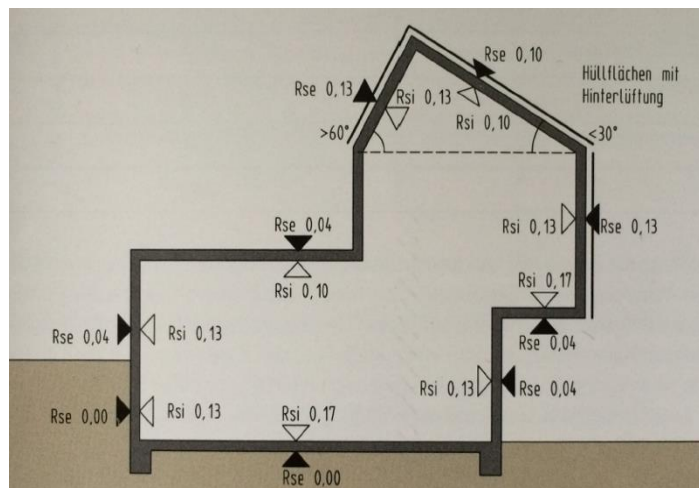 Rse 0,10
Hüllflächen mit
Hinterlüftung
Rse 0,13
Rsi 0,13
Rsi 0,10
>60°
<30°
Rse 0,04
Rsi 0,13
Rse 0,13
Rsi 0,10
Rsi 0,17
Rse 0,04
Rsi 0,13
Rse 0,04
Rsi 0,13
Rse 0,04
Rse 0,00
Rsi 0,13
Rsi 0,17
Rse 0,00